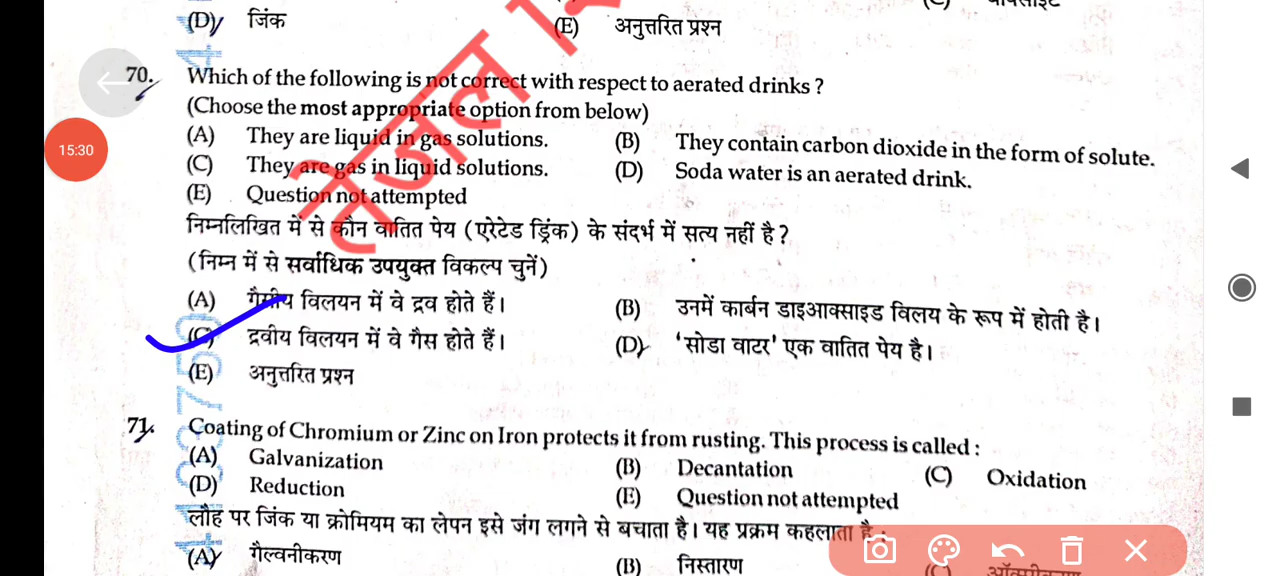 (D) जिंक
(E) अनुत्तरित प्रश्न
15:30
70. Which of the following is not correct with respect to aerated drinks ?
(Choose the most appropriate option from below)
(A) They are liquid in gas solutions. (B) They contain carbon dioxide in the form of solute.
(C) They are gas in liquid solutions. (D) Soda water is an aerated drink.
(E) Question not attempted
निम्नलिखित में से कौन वातित पेय (एरेटेड ड्रिंक) के संदर्भ में सत्य नहीं है ?
(निम्न में से सर्वाधिक उपयुक्त विकल्प चुनें)
(A) गैसीय विलयन में वे द्रव होते हैं। (B) उनमें कार्बन डाइआक्साइड विलय के रूप में होती है।
(C) द्रवीय विलयन में वे गैस होते हैं। (D) ‘सोडा वाटर’ एक वातित पेय है।
(E) अनुत्तरित प्रश्न
71. Coating of Chromium or Zinc on Iron protects it from rusting. This process is called :
(A) Galvanization (B) Decantation (C) Oxidation
(D) Reduction (E) Question not attempted
लौह पर जिंक या क्रोमियम का लेपन इसे जंग लगने से बचाता है। यह प्रक्रम कहलाता है :
(A) गैल्वनीकरण (B) निस्तारण